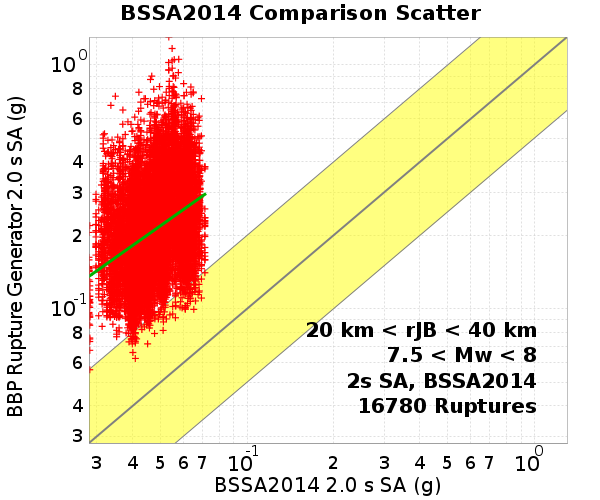 BSSA2014 Comparison Scatter
BBP Rupture Generator 2.0 s SA (g)
10⁰
8
6
4
3
2
10⁻¹
8
6
4
3
20 km < rJB < 40 km
7.5 < Mw < 8
2s SA, BSSA2014
16780 Ruptures
3 4 5 6 7 10⁻¹ 2 3 4 5 6 7 10⁰
BSSA2014 2.0 s SA (g)